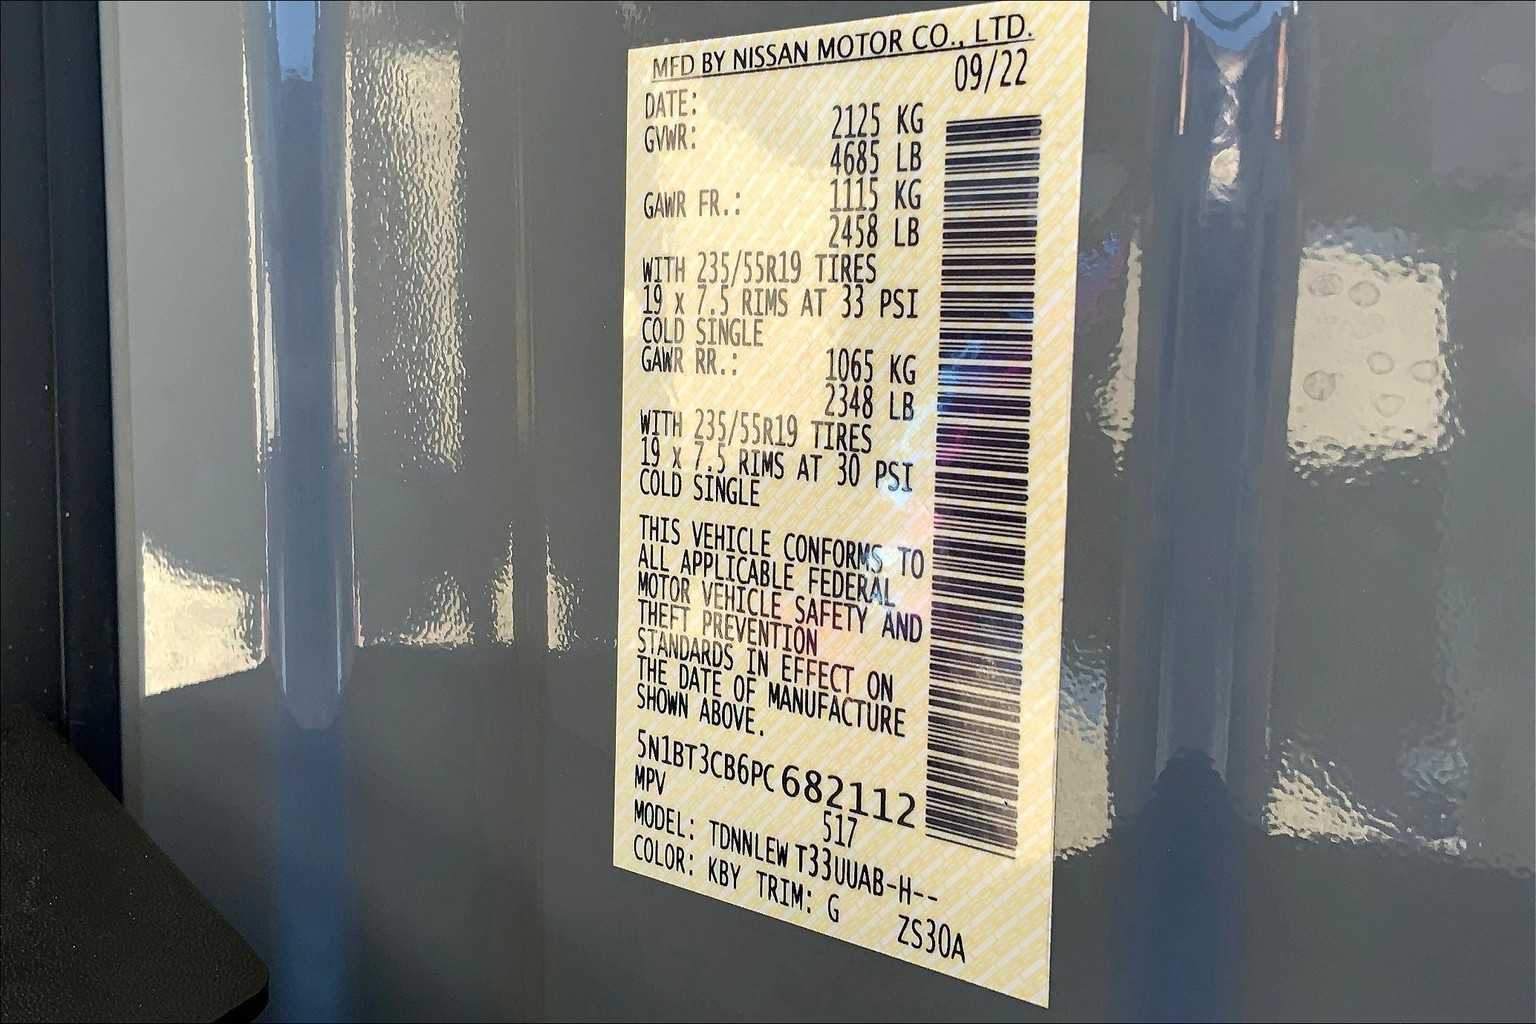 MFD BY NISSAN MOTOR CO., LTD.
DATE: 09/22
GVWR: 2125 KG
4685 LB
GAWR FR.: 1115 KG
2458 LB
WITH 235/55R19 TIRES
19 x 7.5 RIMS AT 33 PSI
COLD SINGLE
GAWR RR.: 1065 KG
2348 LB
WITH 235/55R19 TIRES
19 x 7.5 RIMS AT 30 PSI
COLD SINGLE
THIS VEHICLE CONFORMS TO
ALL APPLICABLE FEDERAL
MOTOR VEHICLE SAFETY AND
THEFT PREVENTION
STANDARDS IN EFFECT ON
THE DATE OF MANUFACTURE
SHOWN ABOVE.
5N1BT3CB6PC682112
MPV 517
MODEL: TDNNLEWT33UUAB-H--
COLOR: KBY TRIM: G ZS30A